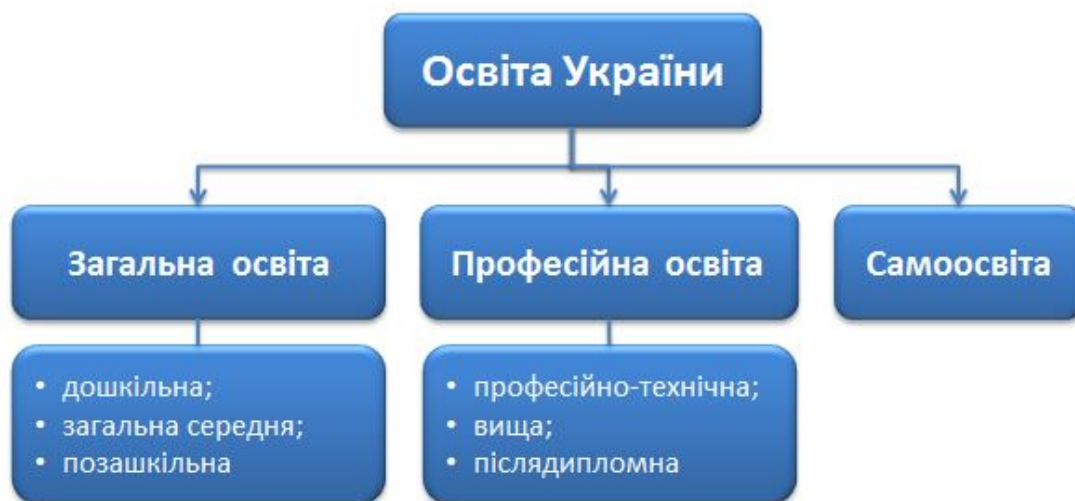 Освіта України
Загальна освіта
Професійна освіта
Самоосвіта
• дошкільна;
• загальна середня;
• позашкільна
• професійно-технічна;
• вища;
• післядипломна